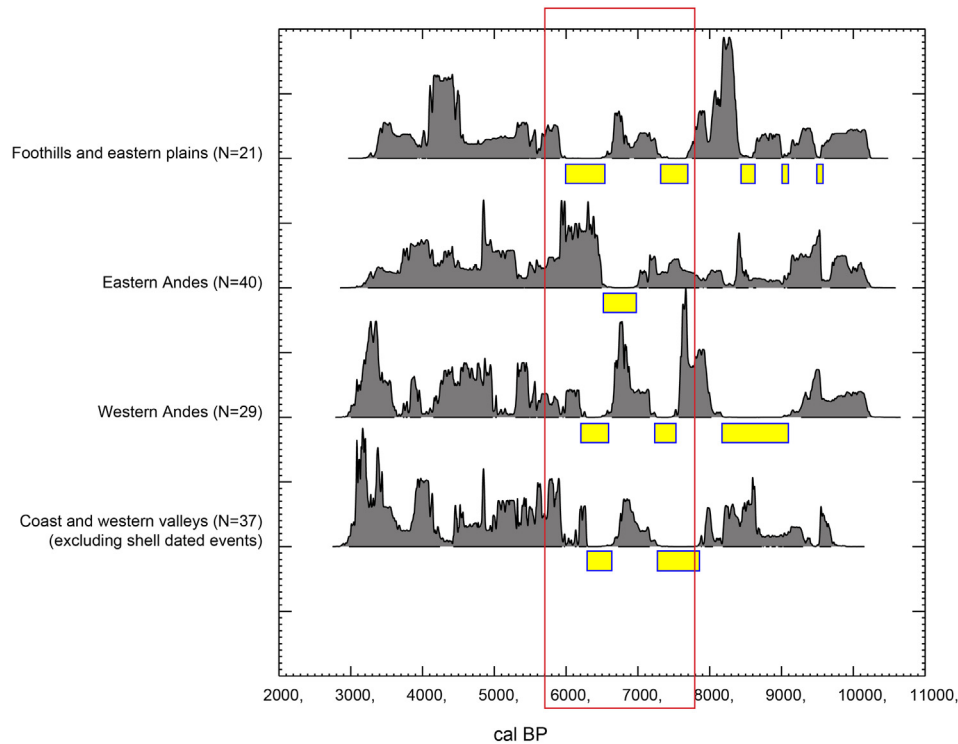 Foothills and eastern plains (N=21)
Eastern Andes (N=40)
Western Andes (N=29)
Coast and western valleys (N=37)
(excluding shell dated events)
2000, 3000, 4000, 5000, 6000, 7000, 8000, 9000, 10000, 11000,
cal BP